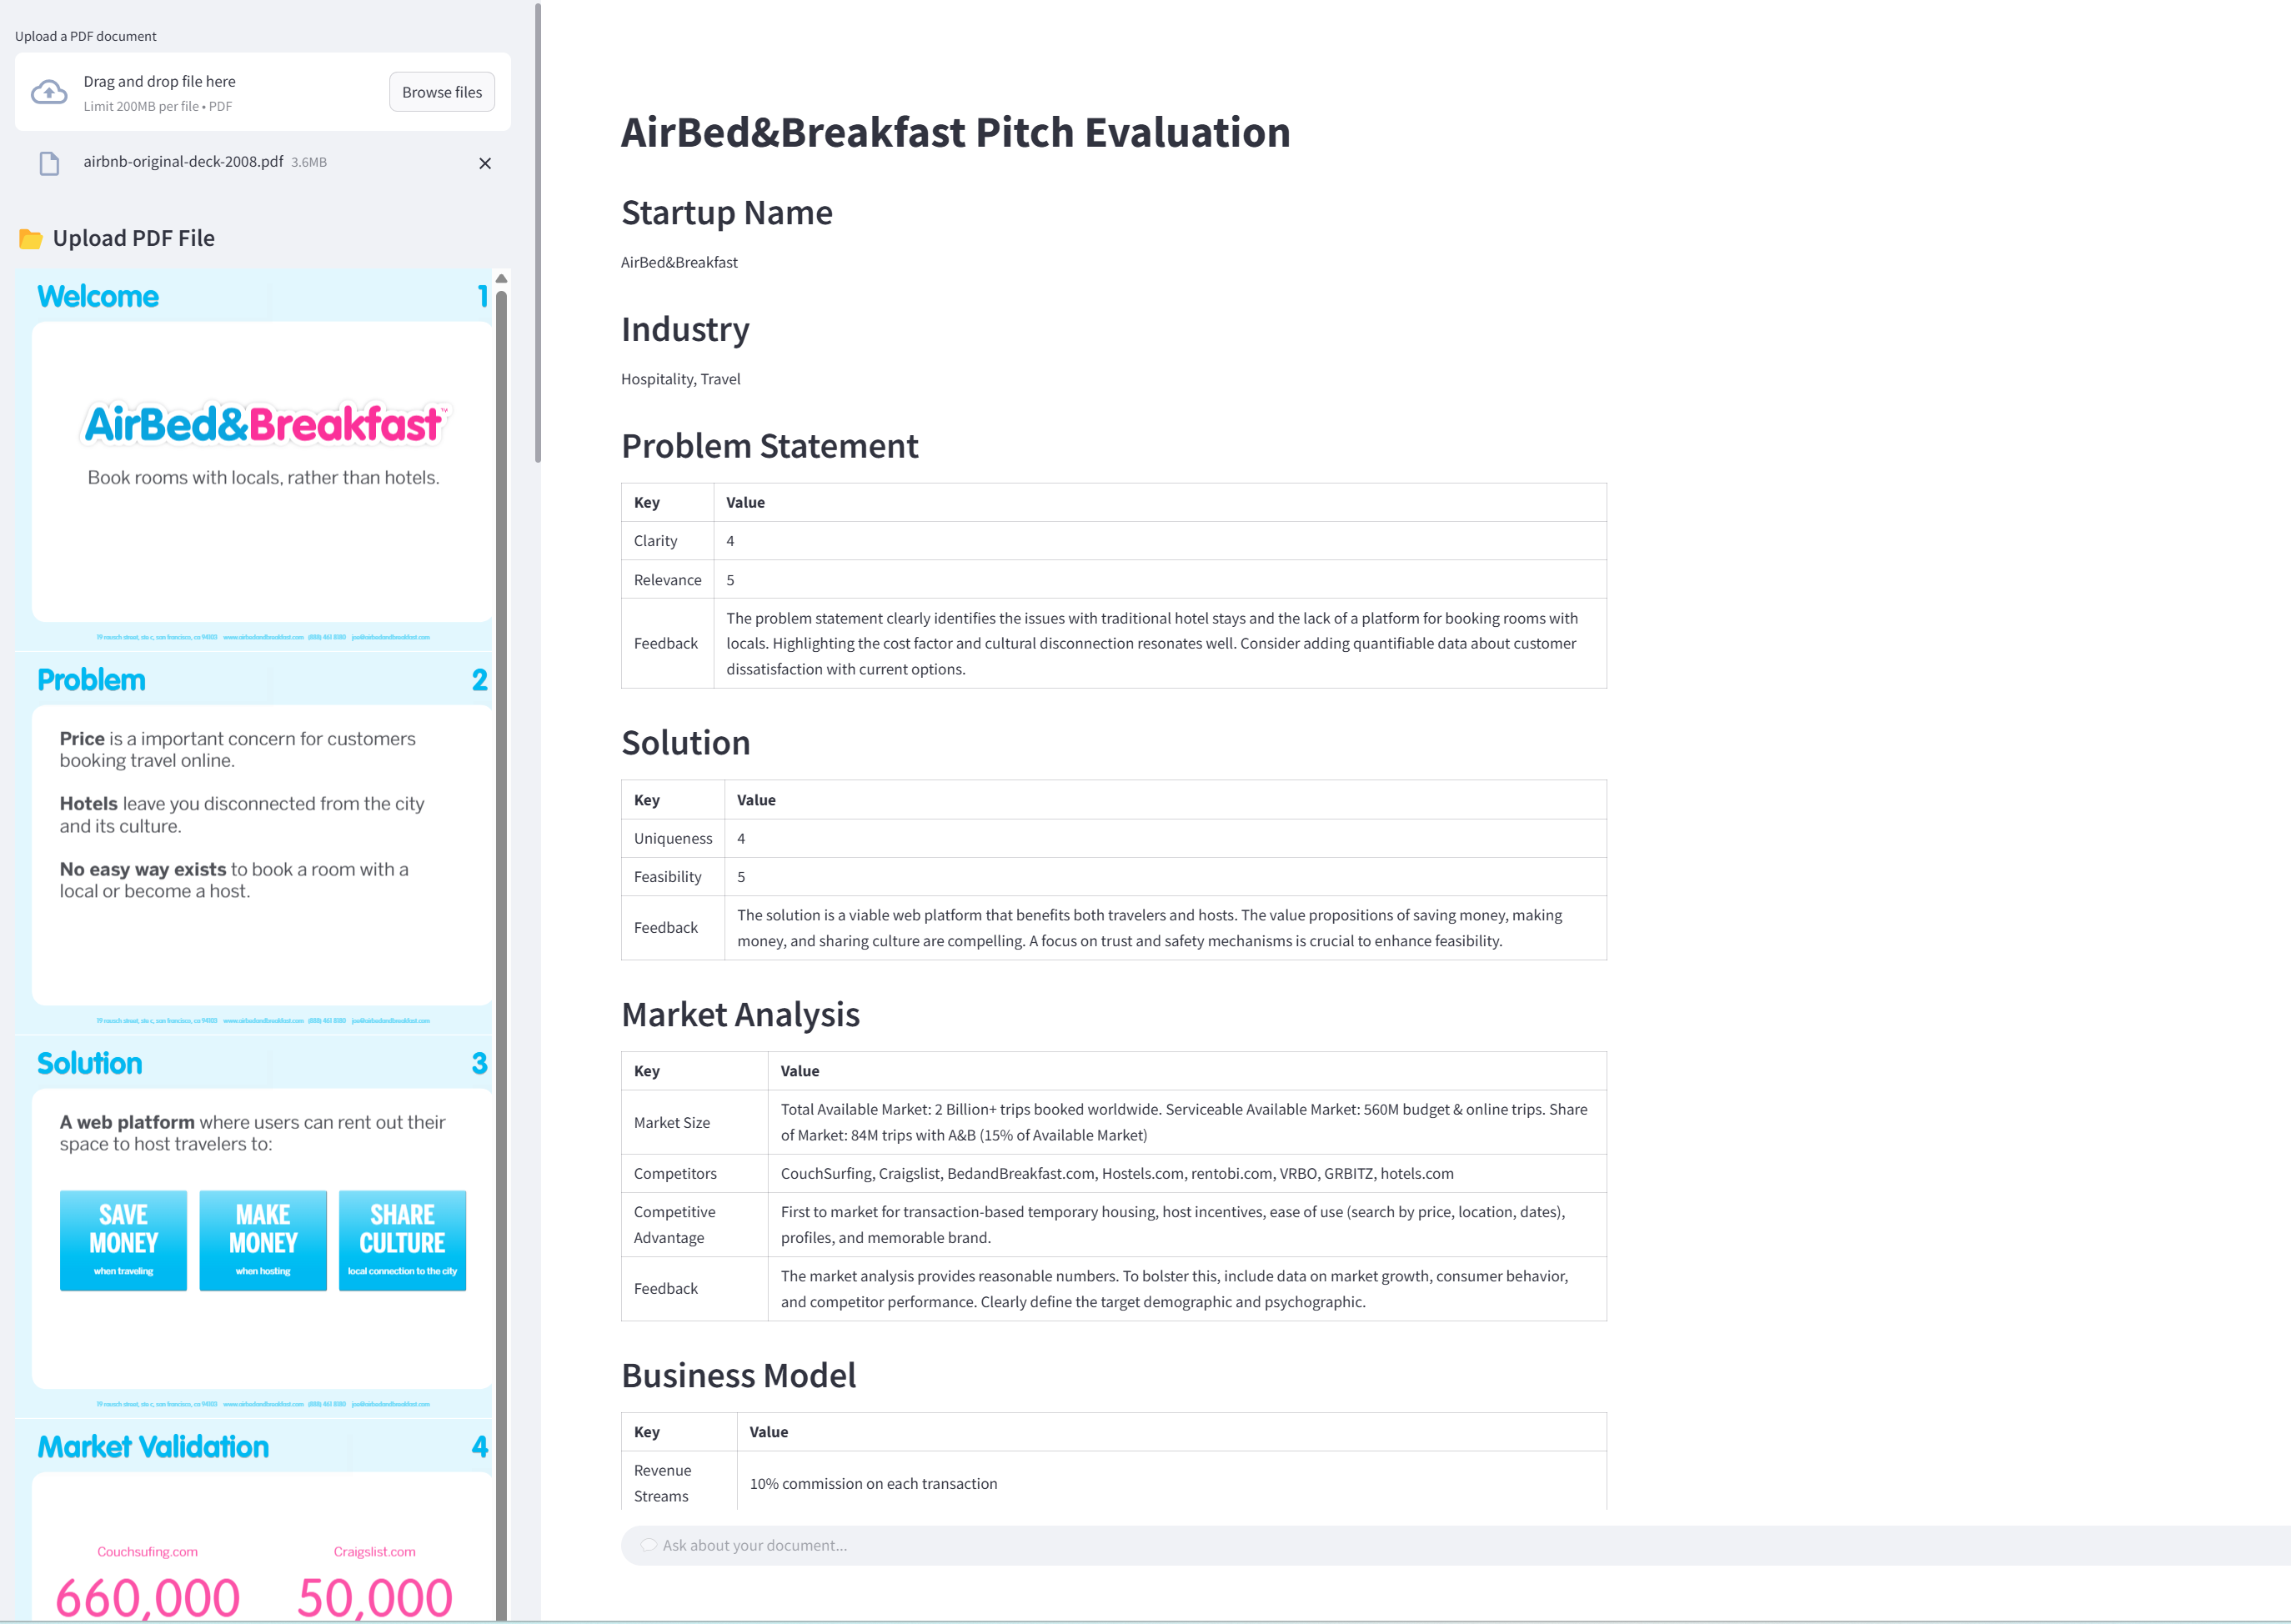 Upload a PDF document
Drag and drop file here
Limit 200MB per file • PDF
Browse files
airbnb-original-deck-2008.pdf 3.6MB
Upload PDF File
Welcome 1
AirBed&Breakfast
Book rooms with locals, rather than hotels.
Problem 2
Price is a important concern for customers
booking travel online.
Hotels leave you disconnected from the city
and its culture.
No easy way exists to book a room with a
local or become a host.
Solution 3
A web platform where users can rent out their
space to host travelers to:
SAVE
MONEY
when traveling
MAKE
MONEY
when hosting
SHARE
CULTURE
local connection to the city
Market Validation 4
Couchsufing.com
660,000
Craigslist.com
50,000
AirBed&Breakfast Pitch Evaluation
Startup Name
AirBed&Breakfast
Industry
Hospitality, Travel
Problem Statement
Key Value
Clarity 4
Relevance 5
Feedback
The problem statement clearly identifies the issues with traditional hotel stays and the lack of a platform for booking rooms with
locals. Highlighting the cost factor and cultural disconnection resonates well. Consider adding quantifiable data about customer
dissatisfaction with current options.
Solution
Key Value
Uniqueness 4
Feasibility 5
Feedback
The solution is a viable web platform that benefits both travelers and hosts. The value propositions of saving money, making
money, and sharing culture are compelling. A focus on trust and safety mechanisms is crucial to enhance feasibility.
Market Analysis
Key Value
Market Size
Total Available Market: 2 Billion+ trips booked worldwide. Serviceable Available Market: 560M budget & online trips. Share
of Market: 84M trips with A&B (15% of Available Market)
Competitors CouchSurfing, Craigslist, BedandBreakfast.com, Hostels.com, rentobi.com, VRBO, GRBITZ, hotels.com
Competitive
Advantage
First to market for transaction-based temporary housing, host incentives, ease of use (search by price, location, dates),
profiles, and memorable brand.
Feedback
The market analysis provides reasonable numbers. To bolster this, include data on market growth, consumer behavior,
and competitor performance. Clearly define the target demographic and psychographic.
Business Model
Key Value
Revenue
Streams
10% commission on each transaction
Ask about your document...